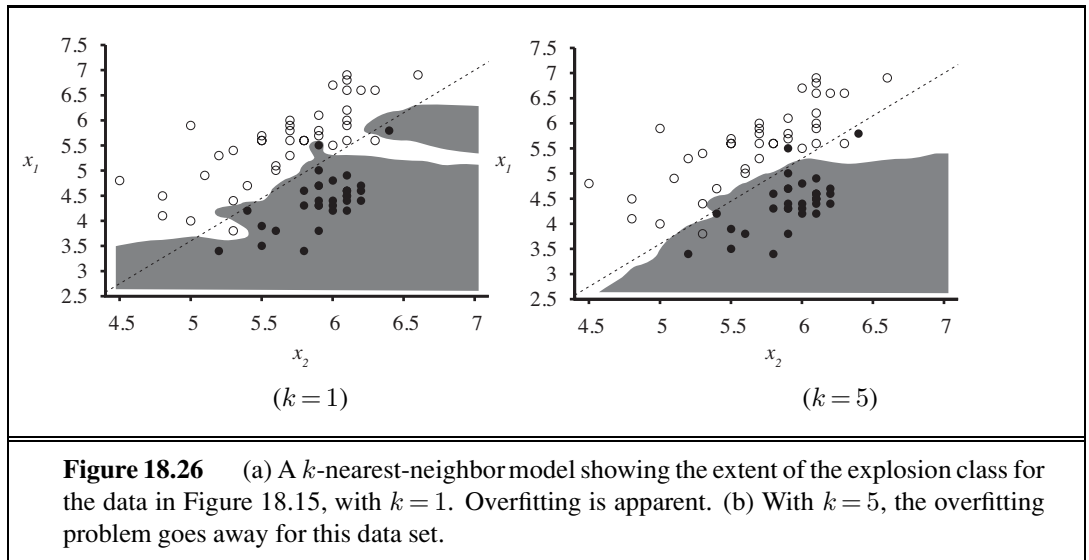 7.5
7
6.5
6
5.5
5
4.5
4
3.5
3
2.5
x1
4.5 5 5.5 6 6.5 7
x2
(k = 1)
7.5
7
6.5
6
5.5
5
4.5
4
3.5
3
2.5
x1
4.5 5 5.5 6 6.5 7
x2
(k = 5)
Figure 18.26 (a) A k-nearest-neighbor model showing the extent of the explosion class for
the data in Figure 18.15, with k = 1. Overfitting is apparent. (b) With k = 5, the overfitting
problem goes away for this data set.